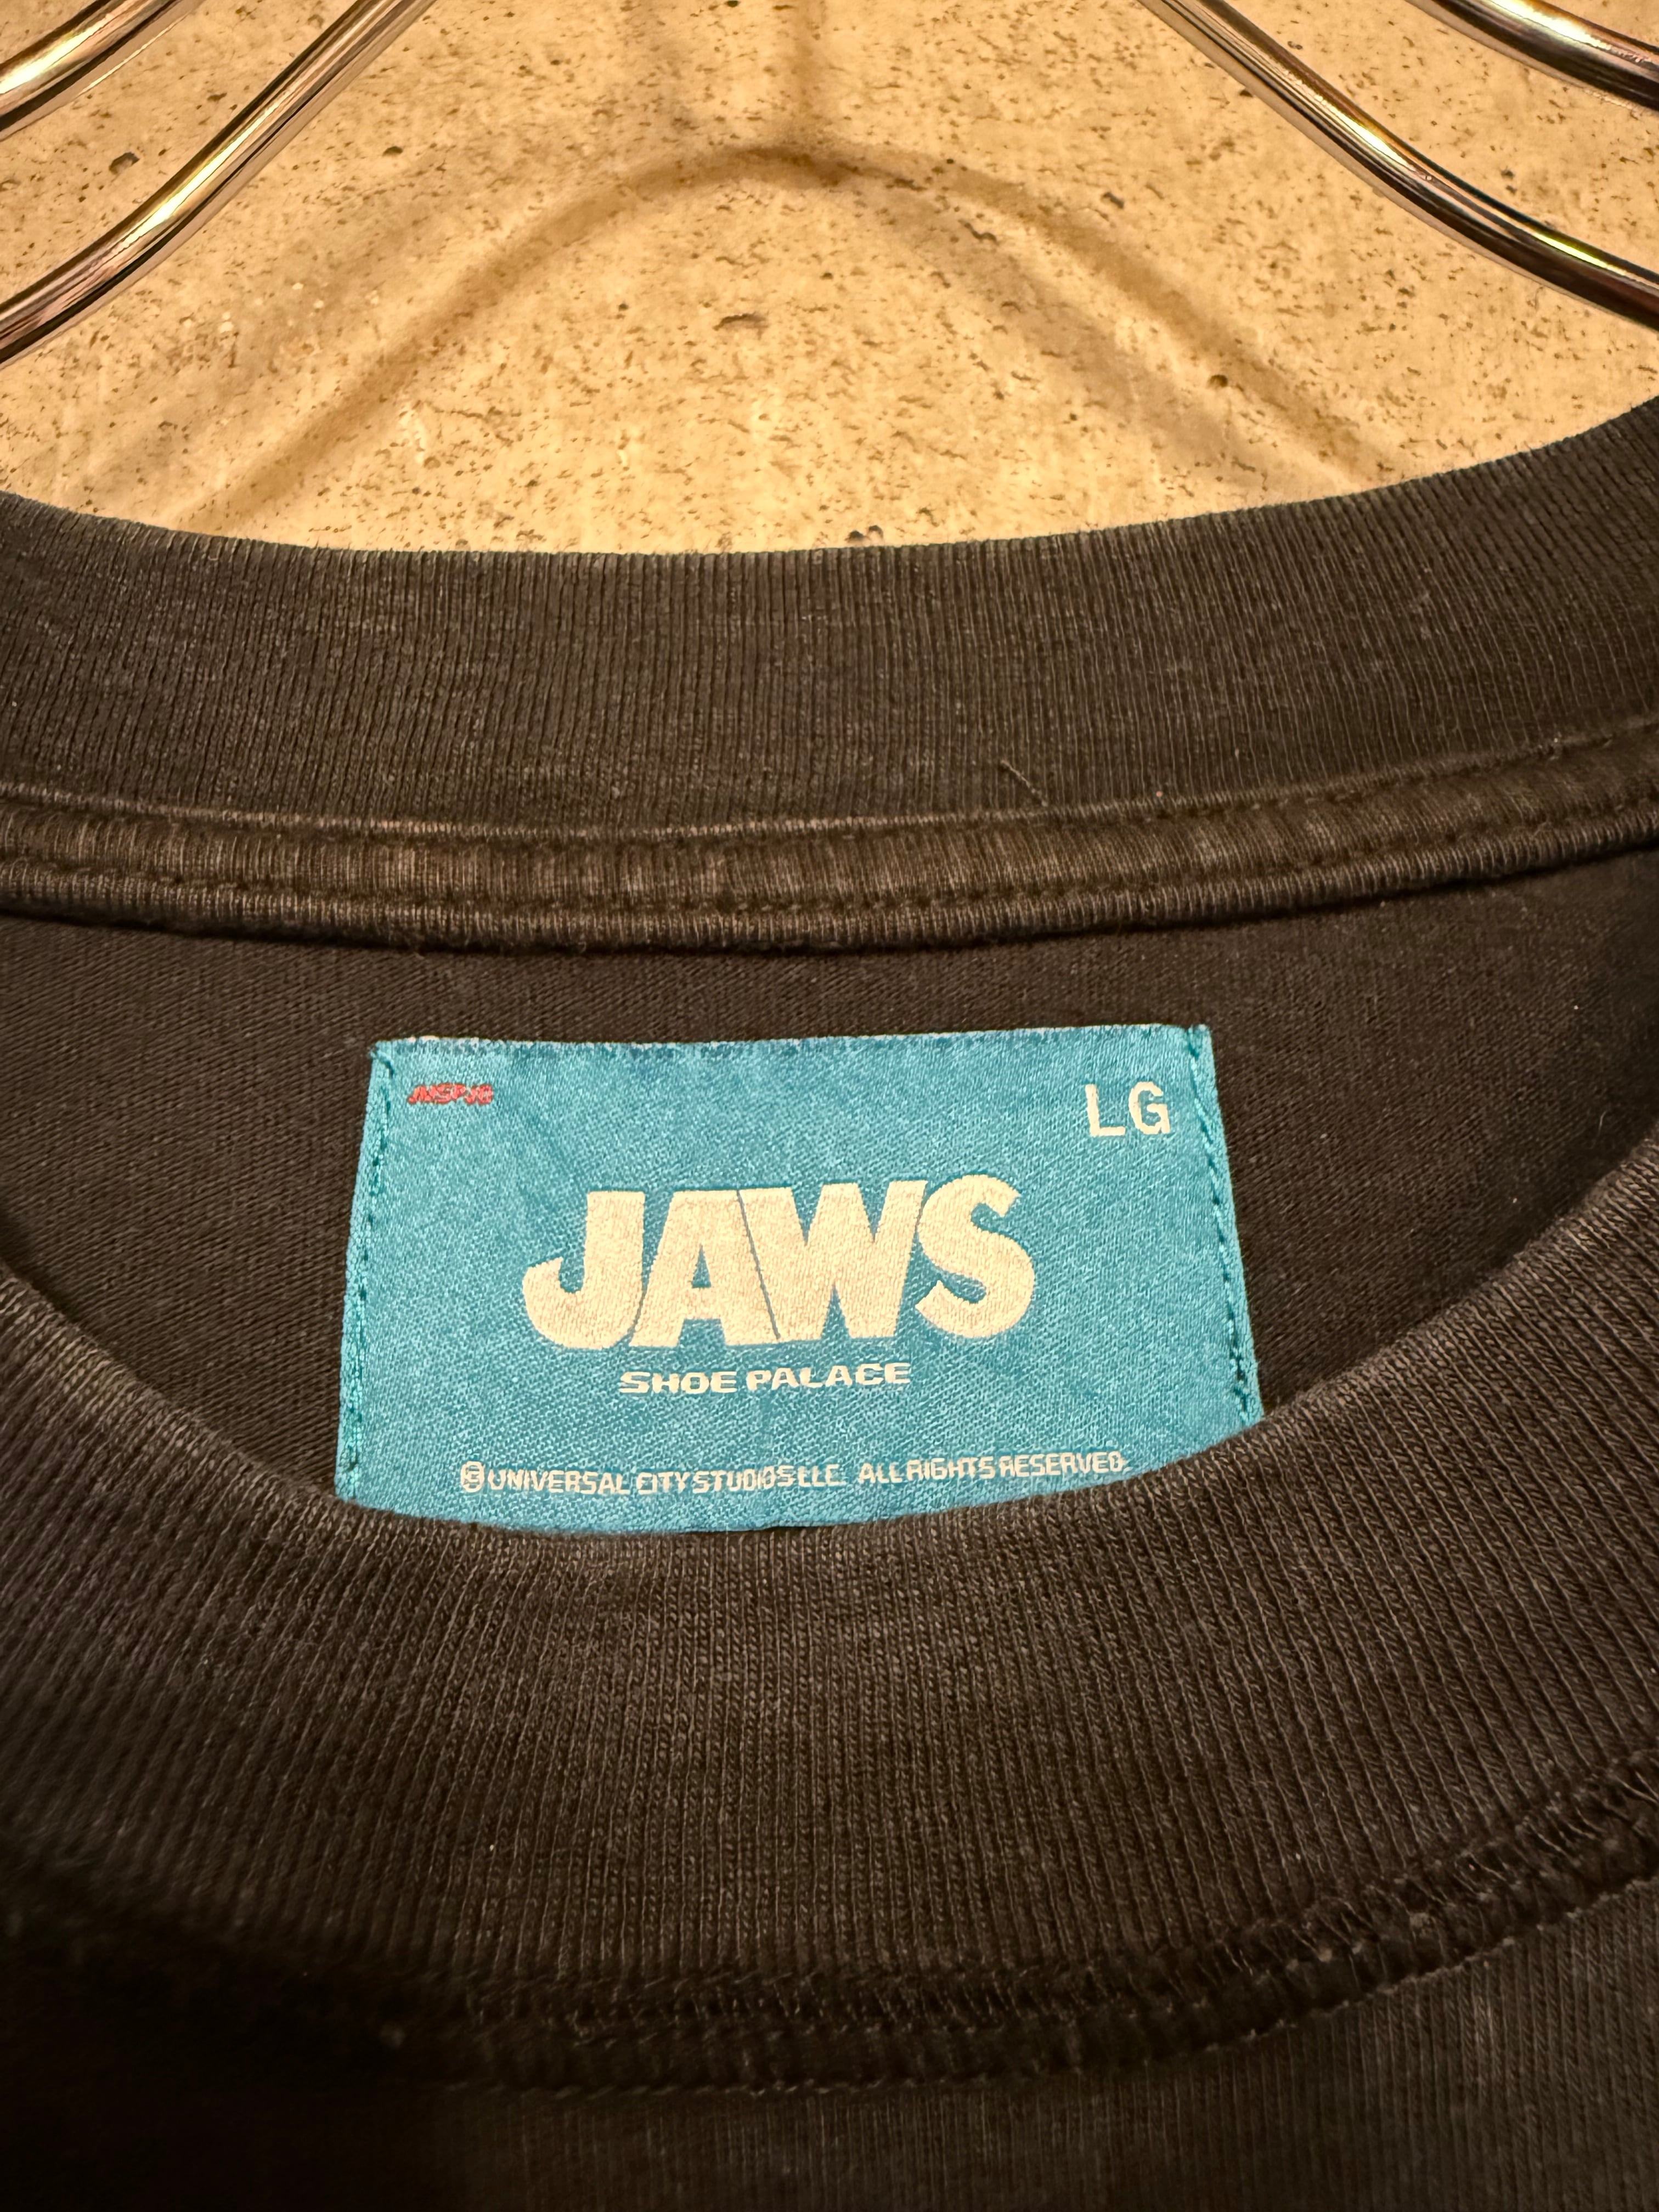 LG
JAWS
SHOE PALACE
© UNIVERSAL CITY STUDIOS LLC. ALL RIGHTS RESERVED.